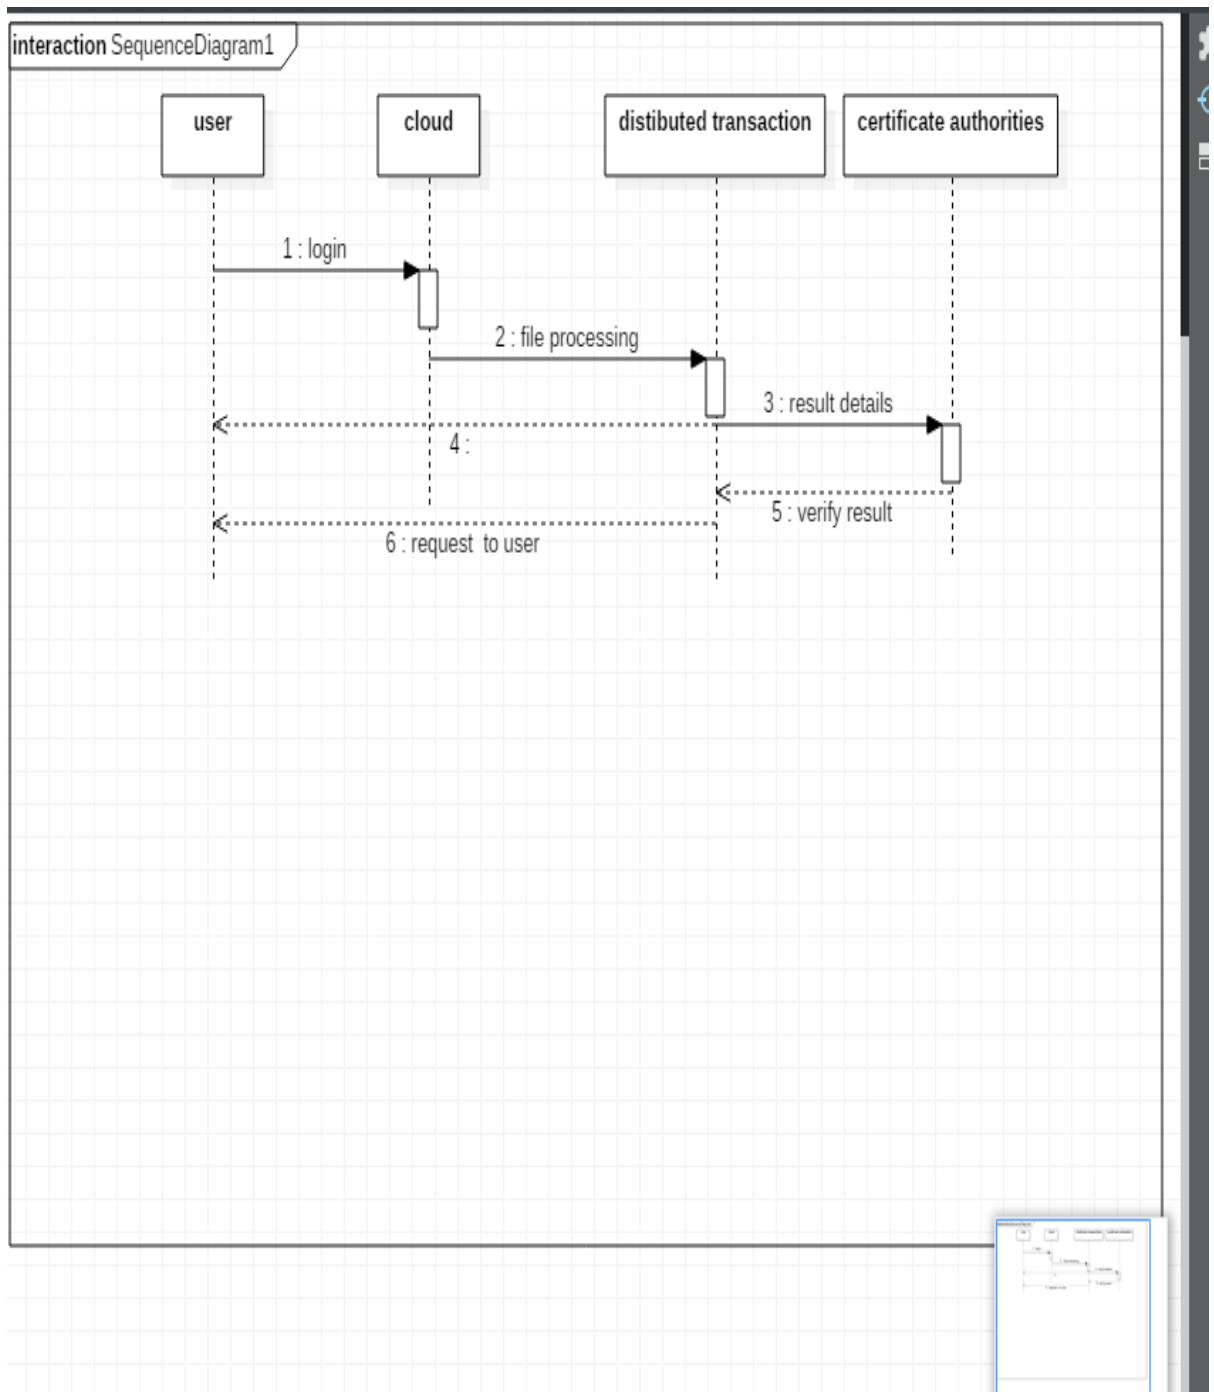 interaction SequenceDiagram1
user
cloud
distibuted transaction
certificate authorities
1 : login
2 : file processing
3 : result details
4 :
5 : verify result
6 : request  to user